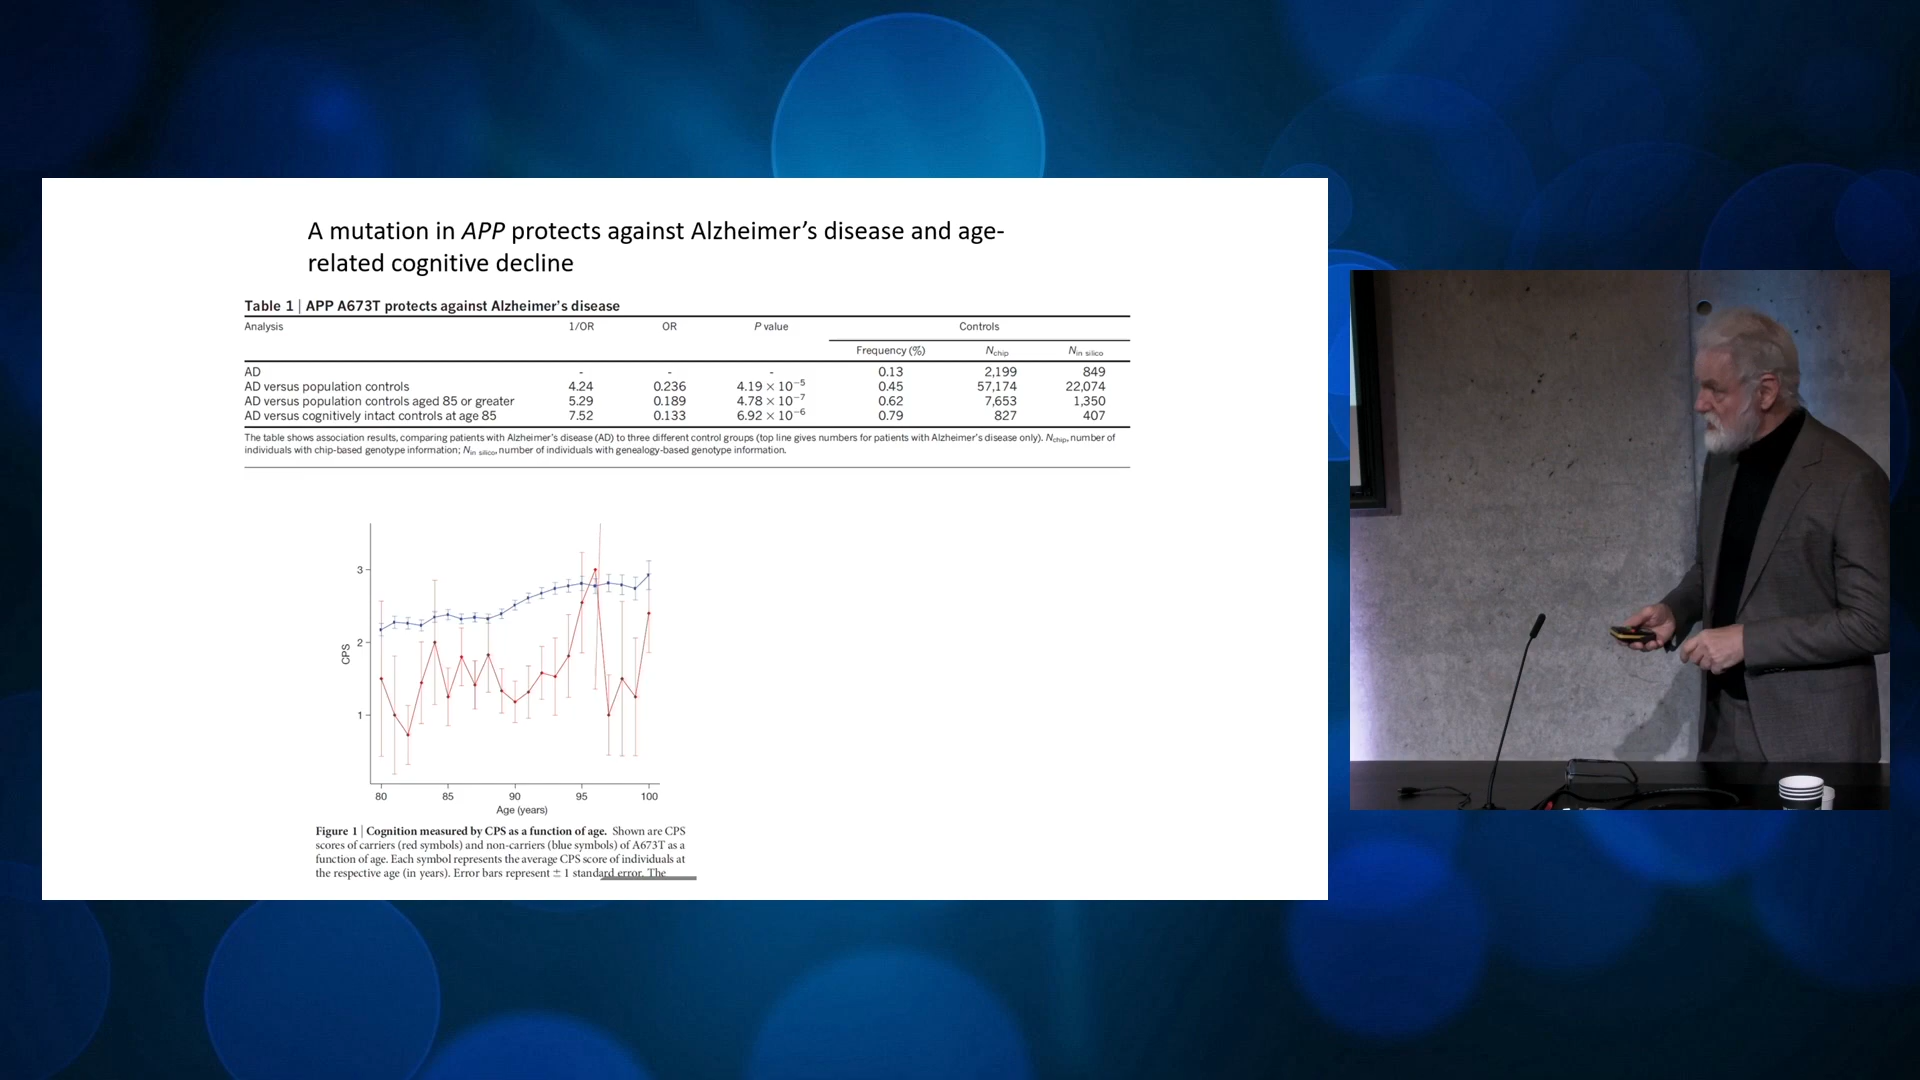 A mutation in APP protects against Alzheimer’s disease and age-
related cognitive decline
Table 1 | APP A673T protects against Alzheimer’s disease
Analysis 1/OR OR P value Controls
Frequency (%) Nchip Nin silico
AD - - - 0.13 2,199 849
AD versus population controls 4.24 0.236 4.19 × 10−5 0.45 57,174 22,074
AD versus population controls aged 85 or greater 5.29 0.189 4.78 × 10−7 0.62 7,653 1,350
AD versus cognitively intact controls at age 85 7.52 0.133 6.92 × 10−6 0.79 827 407
The table shows association results, comparing patients with Alzheimer’s disease (AD) to three different control groups (top line gives numbers for patients with Alzheimer’s disease only). Nchip, number of
individuals with chip-based genotype information; Nin silico, number of individuals with genealogy-based genotype information.
3
2
1
CPS
80 85 90 95 100
Age (years)
Figure 1 | Cognition measured by CPS as a function of age. Shown are CPS
scores of carriers (red symbols) and non-carriers (blue symbols) of A673T as a
function of age. Each symbol represents the average CPS score of individuals at
the respective age (in years). Error bars represent ± 1 standard error. The